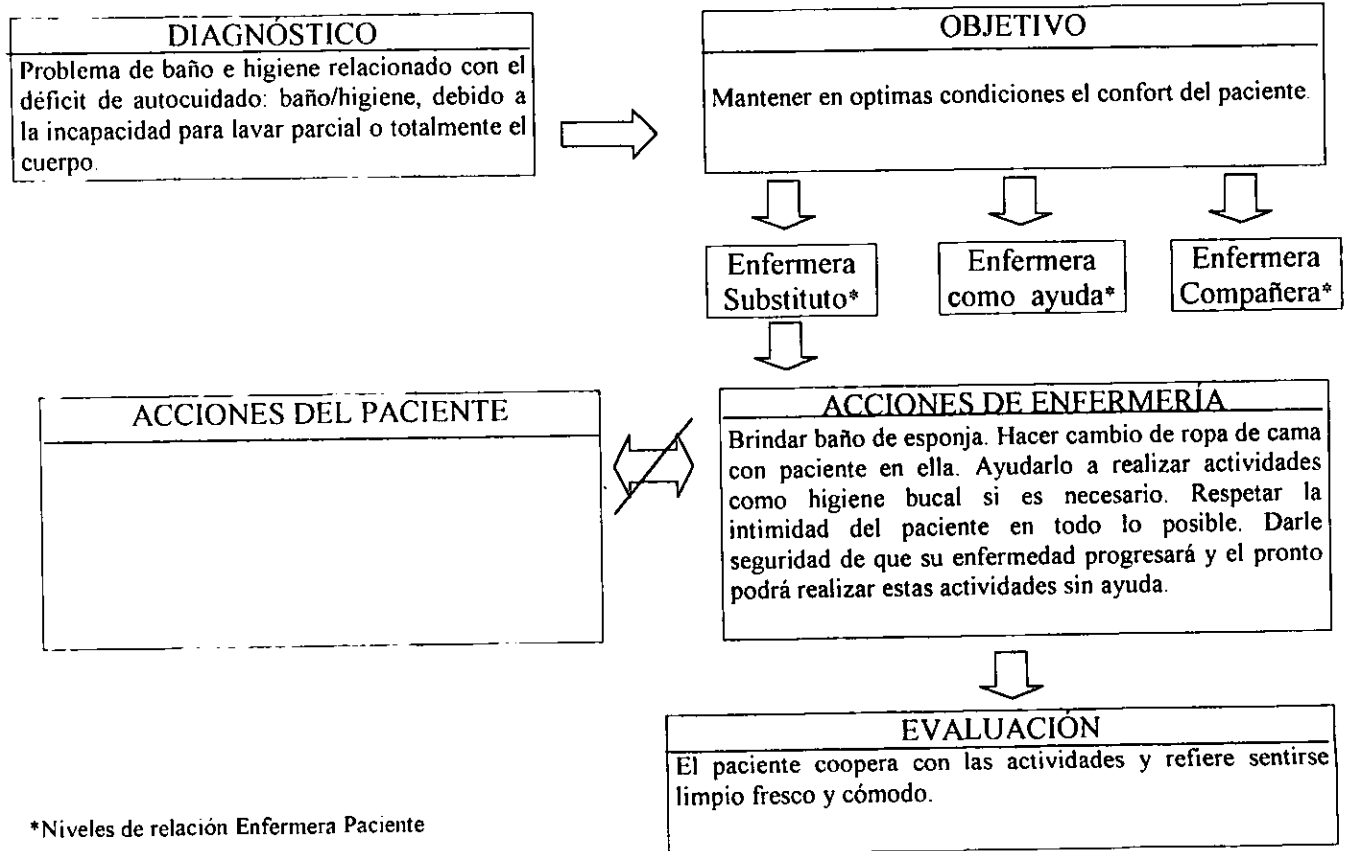 DIAGNÓSTICO
Problema de baño e higiene relacionado con el
déficit de autocuidado: baño/higiene, debido a
la incapacidad para lavar parcial o totalmente el
cuerpo.
OBJETIVO
Mantener en optimas condiciones el confort del paciente.
Enfermera
Substituto*
Enfermera
como ayuda*
Enfermera
Compañera*
ACCIONES DEL PACIENTE
ACCIONES DE ENFERMERÍA
Brindar baño de esponja. Hacer cambio de ropa de cama
con paciente en ella. Ayudarlo a realizar actividades
como higiene bucal si es necesario. Respetar la
intimidad del paciente en todo lo posible. Darle
seguridad de que su enfermedad progresará y el pronto
podrá realizar estas actividades sin ayuda.
EVALUACIÓN
El paciente coopera con las actividades y refiere sentirse
limpio fresco y cómodo.
*Niveles de relación Enfermera Paciente